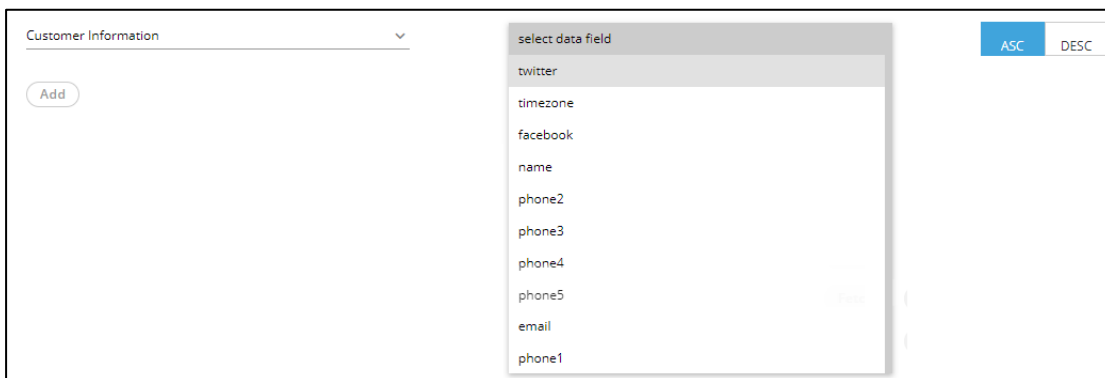 Customer Information
select data field
ASC DESC
twitter
Add
timezone
facebook
name
phone2
phone3
phone4
phone5
email
phone1